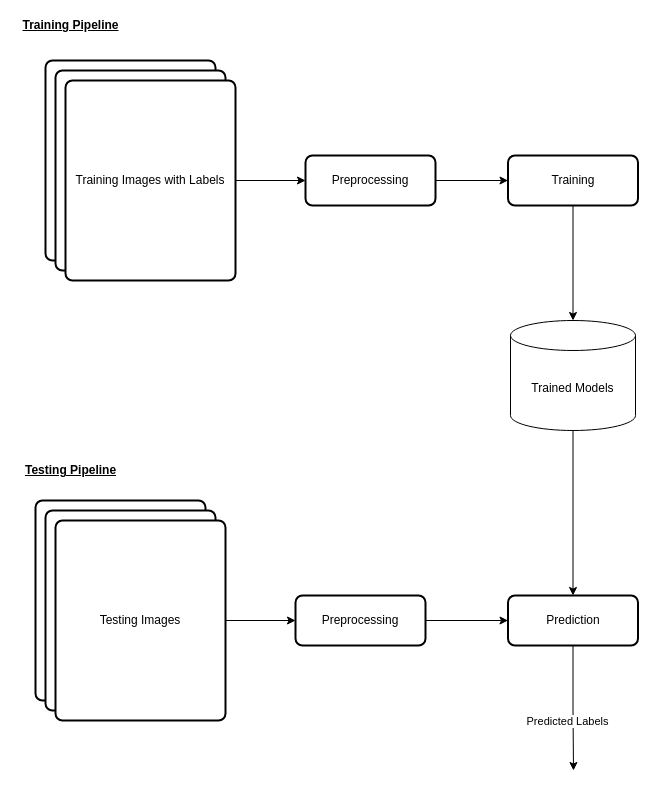 Training Pipeline
Training Images with Labels
Preprocessing
Training
Trained Models
Testing Pipeline
Testing Images
Preprocessing
Prediction
Predicted Labels